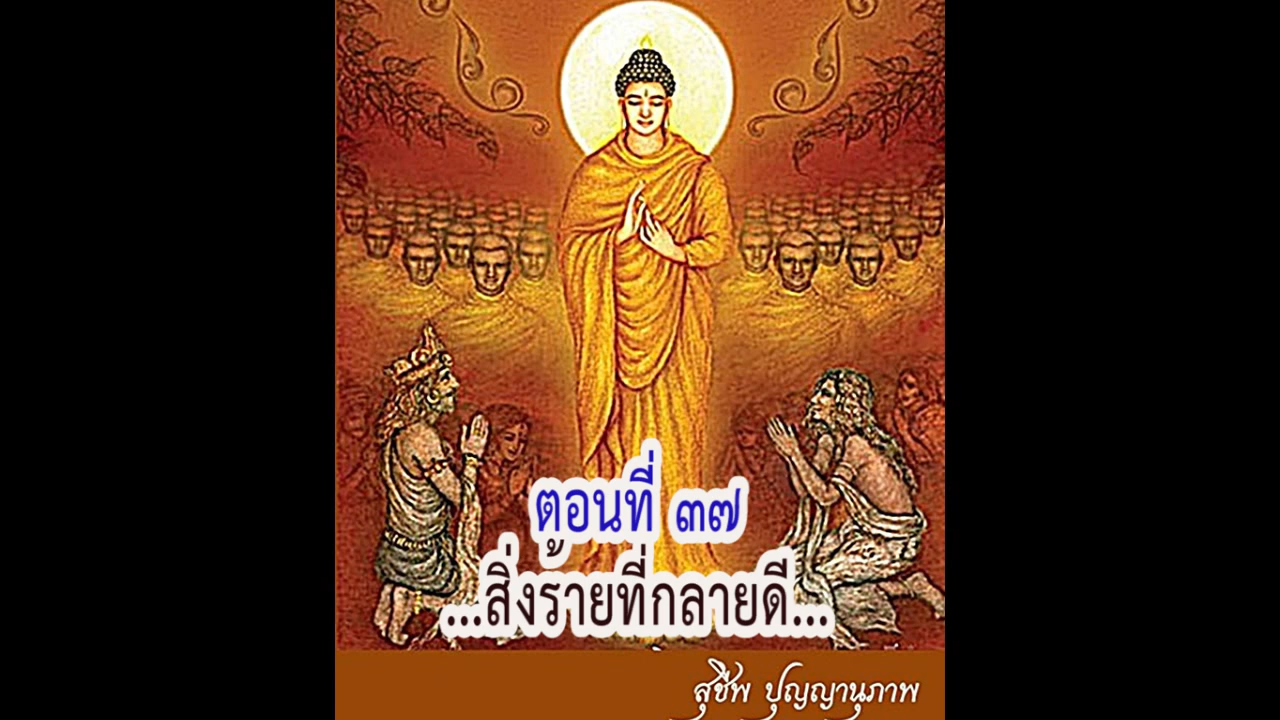 ตอนที่ ๓๗
...สิ่งร้ายที่กลายดี...
สุชีพ ปุญญานุภาพ